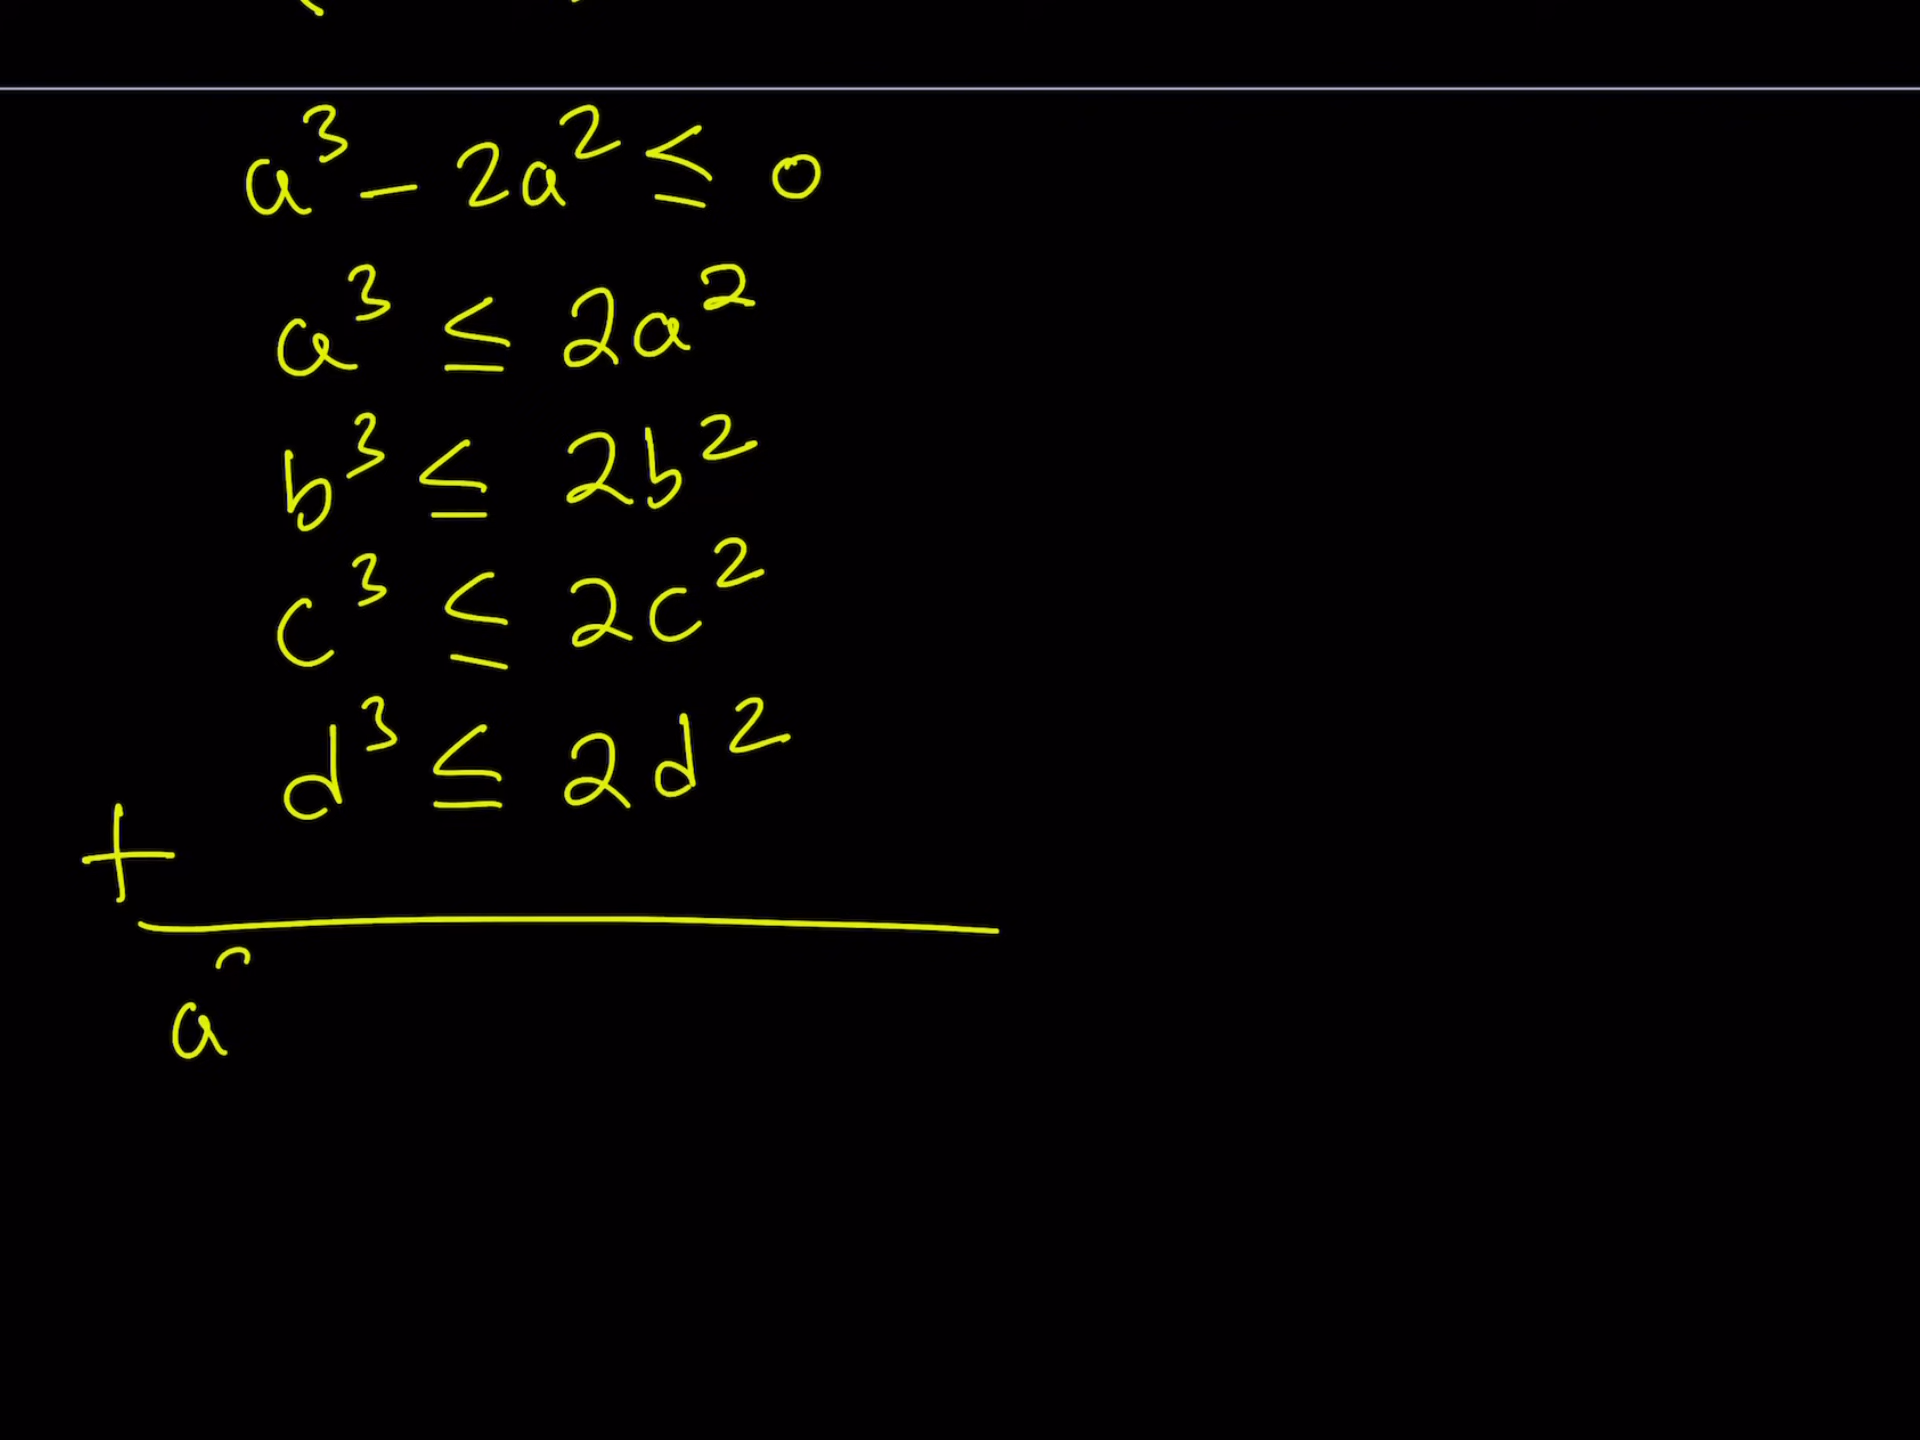 a³ − 2a² ≤ 0
a³ ≤ 2a²
b³ ≤ 2b²
c³ ≤ 2c²
d³ ≤ 2d²
+
a